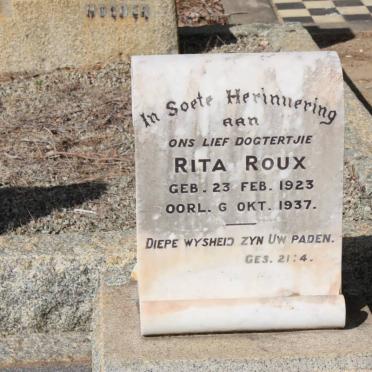 HOLDER
In Soete Herinnering
aan
ONS LIEF DOGTERTJIE
RITA ROUX
GEB. 23 FEB. 1923
OORL. 6 OKT. 1937.
DIEPE WYSHEID ZYN UW PADEN.
GES. 21:4.